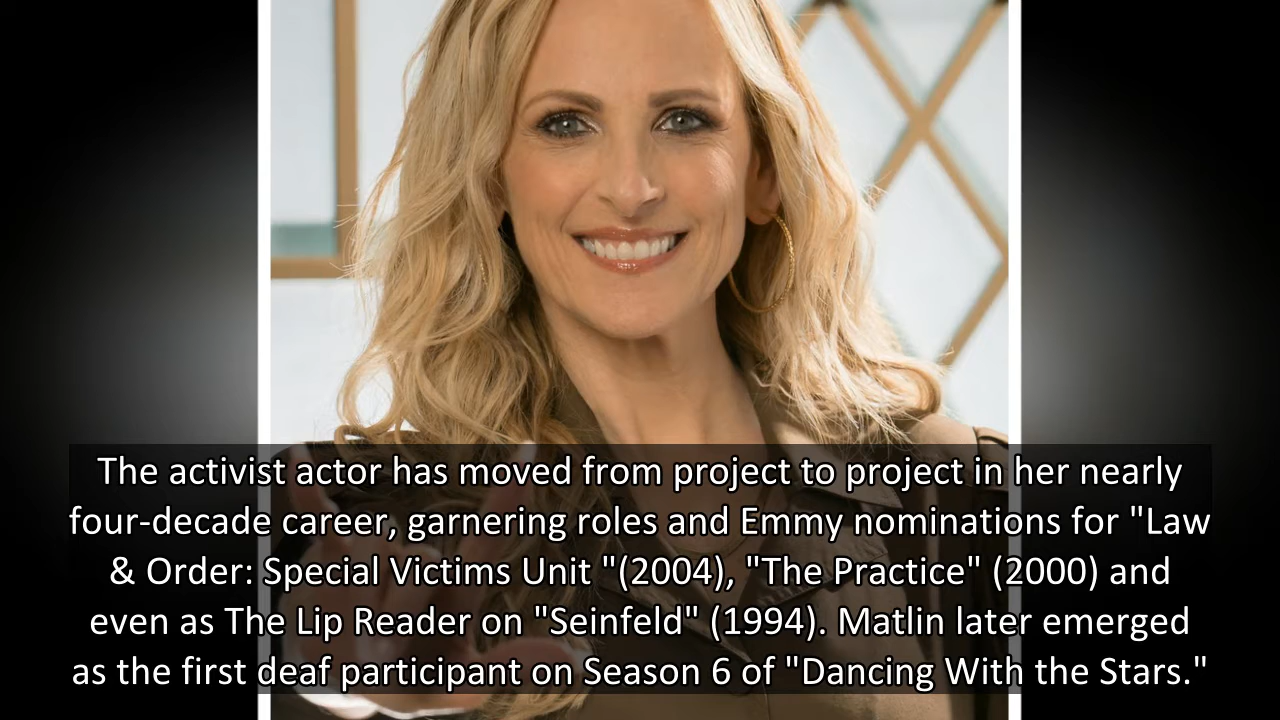 The activist actor has moved from project to project in her nearly
four-decade career, garnering roles and Emmy nominations for "Law
& Order: Special Victims Unit "(2004), "The Practice" (2000) and
even as The Lip Reader on "Seinfeld" (1994). Matlin later emerged
as the first deaf participant on Season 6 of "Dancing With the Stars."